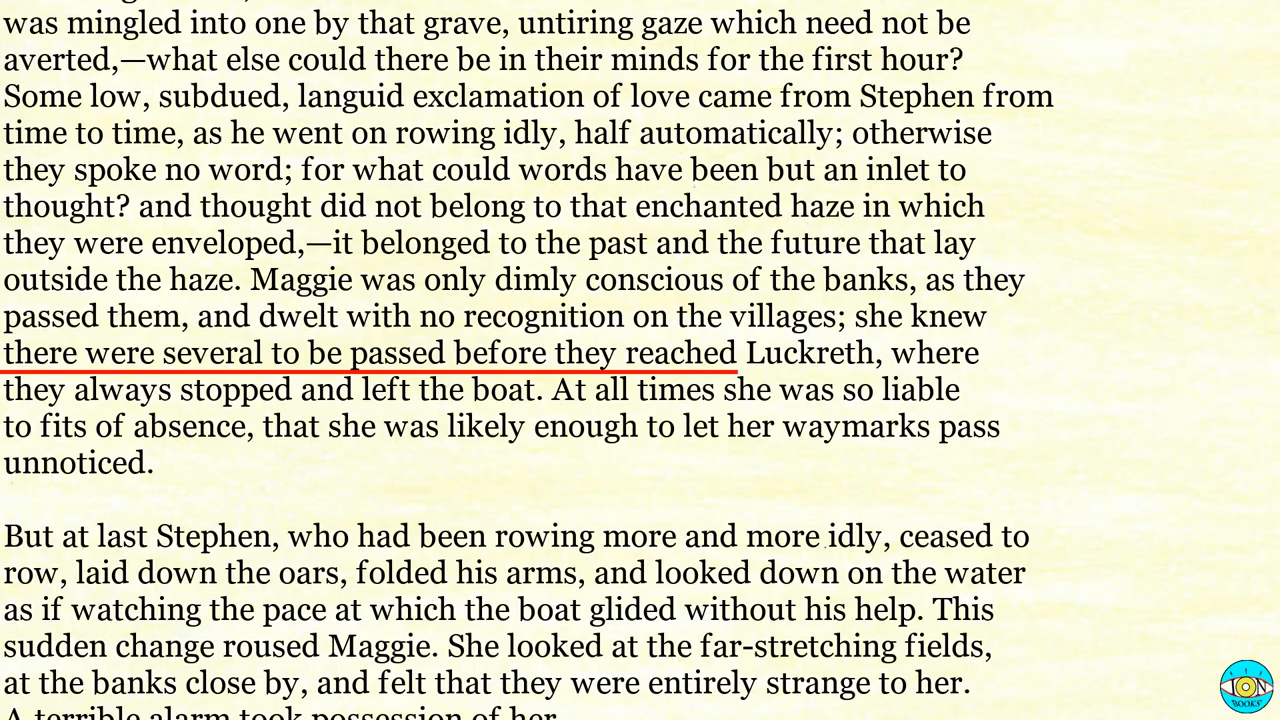 was mingled into one by that grave, untiring gaze which need not be
averted,—what else could there be in their minds for the first hour?
Some low, subdued, languid exclamation of love came from Stephen from
time to time, as he went on rowing idly, half automatically; otherwise
they spoke no word; for what could words have been but an inlet to
thought? and thought did not belong to that enchanted haze in which
they were enveloped,—it belonged to the past and the future that lay
outside the haze. Maggie was only dimly conscious of the banks, as they
passed them, and dwelt with no recognition on the villages; she knew
there were several to be passed before they reached Luckreth, where
they always stopped and left the boat. At all times she was so liable
to fits of absence, that she was likely enough to let her waymarks pass
unnoticed.
But at last Stephen, who had been rowing more and more idly, ceased to
row, laid down the oars, folded his arms, and looked down on the water
as if watching the pace at which the boat glided without his help. This
sudden change roused Maggie. She looked at the far-stretching fields,
at the banks close by, and felt that they were entirely strange to her.
A terrible alarm took possession of her.
ION
BOOKS